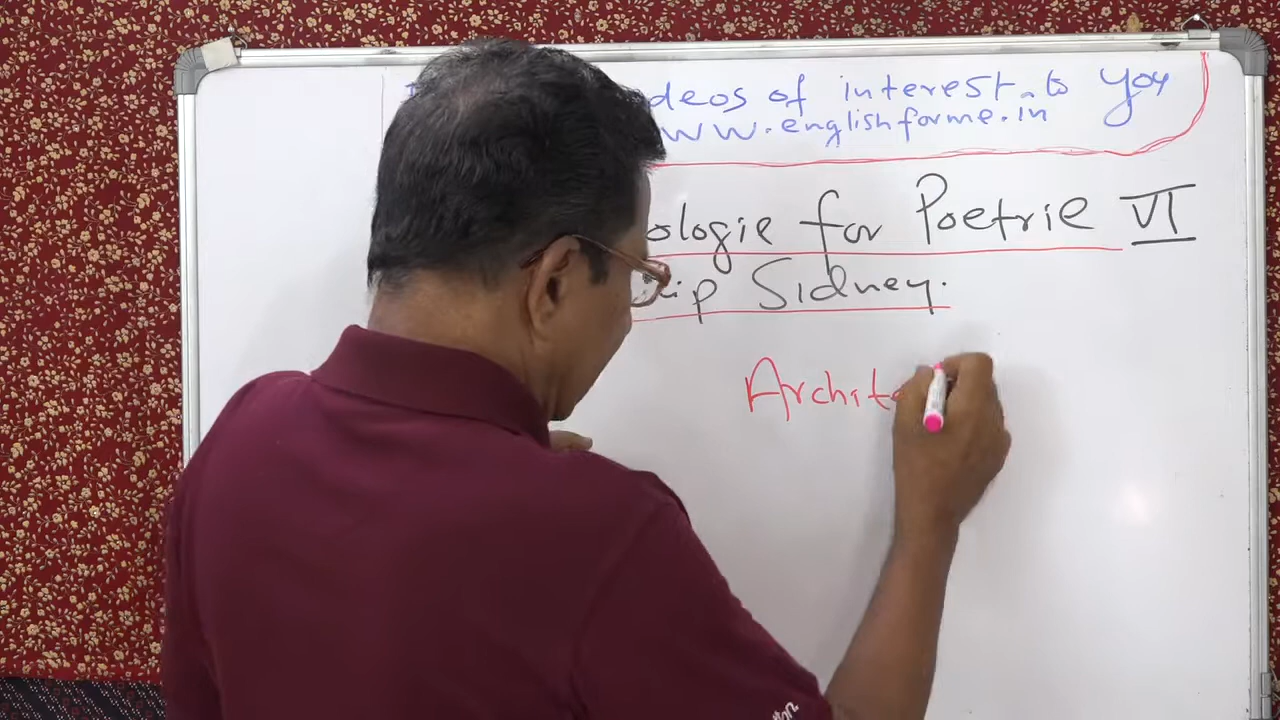 deos of interest to you
ww.englishforme.in
ologie for Poetrie VI
ip Sidney.
Archite